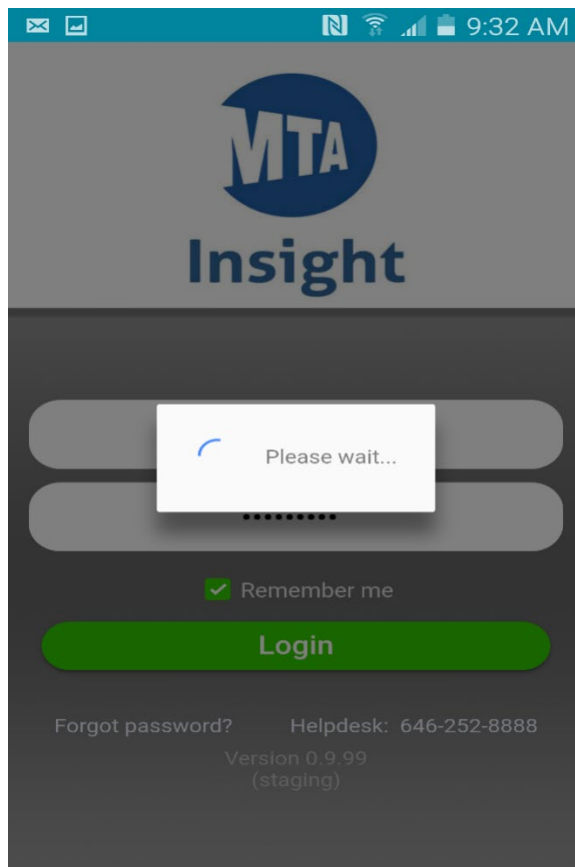 9:32 AM
MTA
Insight
Please wait...
•••••••••
Remember me
Login
Forgot password? Helpdesk: 646-252-8888
Version 0.9.99
(staging)